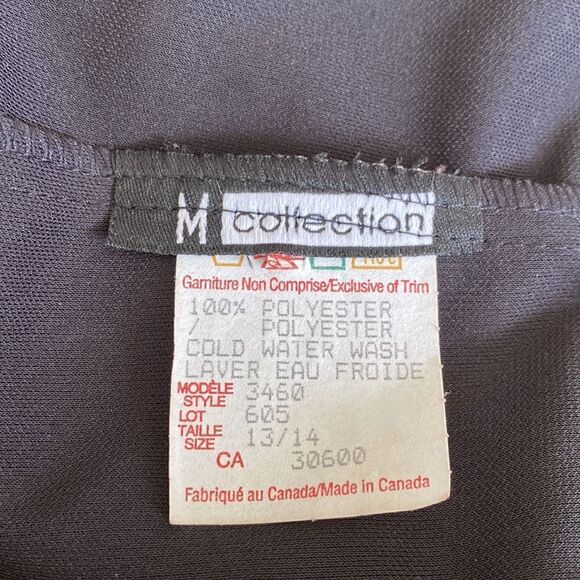 M collection
Garniture Non Comprise/Exclusive of Trim
100% POLYESTER
/ POLYESTER
COLD WATER WASH
LAVER EAU FROIDE
MODÈLE
STYLE 3460
LOT 605
TAILLE
SIZE 13/14
CA 30600
Fabriqué au Canada/Made in Canada